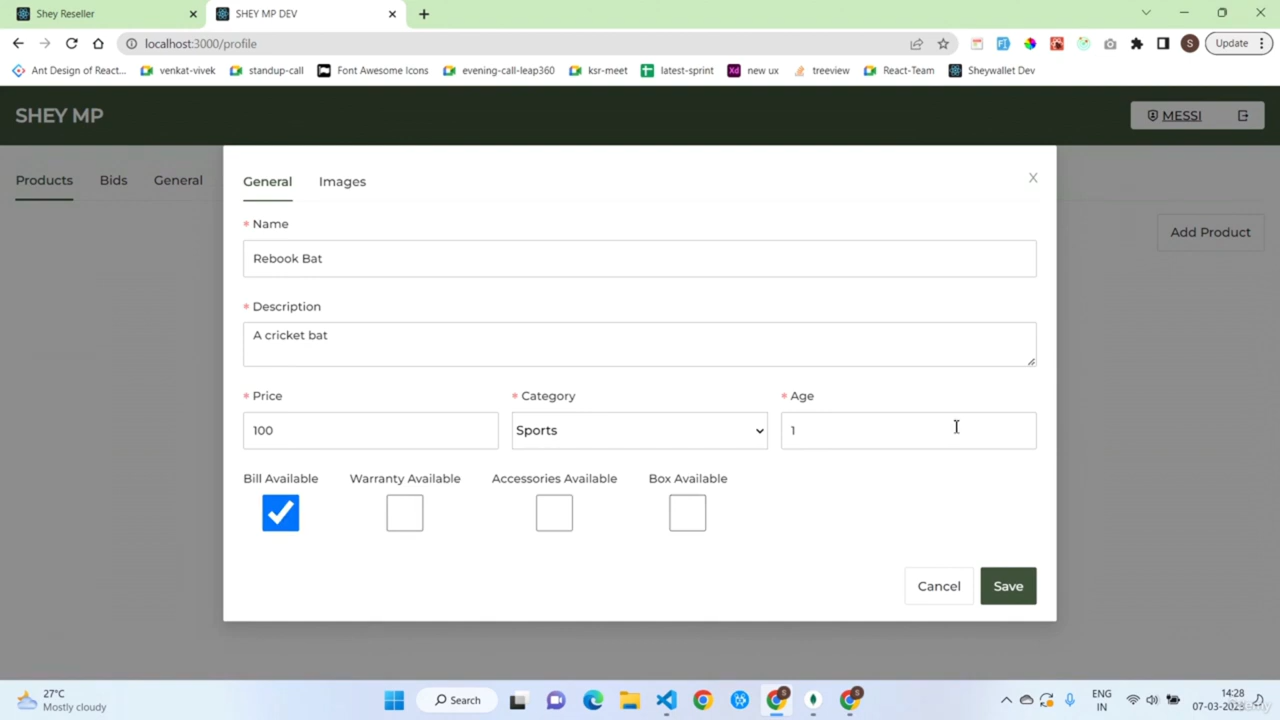 Shey Reseller
SHEY MP DEV
localhost:3000/profile
Update
Ant Design of React...
venkat-vivek
standup-call
Font Awesome Icons
evening-call-leap360
ksr-meet
latest-sprint
Xd new ux
treeview
React-Team
Sheywallet Dev
SHEY MP
MESSI
Products Bids General
Add Product
General Images X
* Name
Rebook Bat
* Description
A cricket bat
* Price * Category * Age
100 Sports 1
Bill Available Warranty Available Accessories Available Box Available
Cancel Save
27°C
Mostly cloudy
Search
ENG
IN
14:28